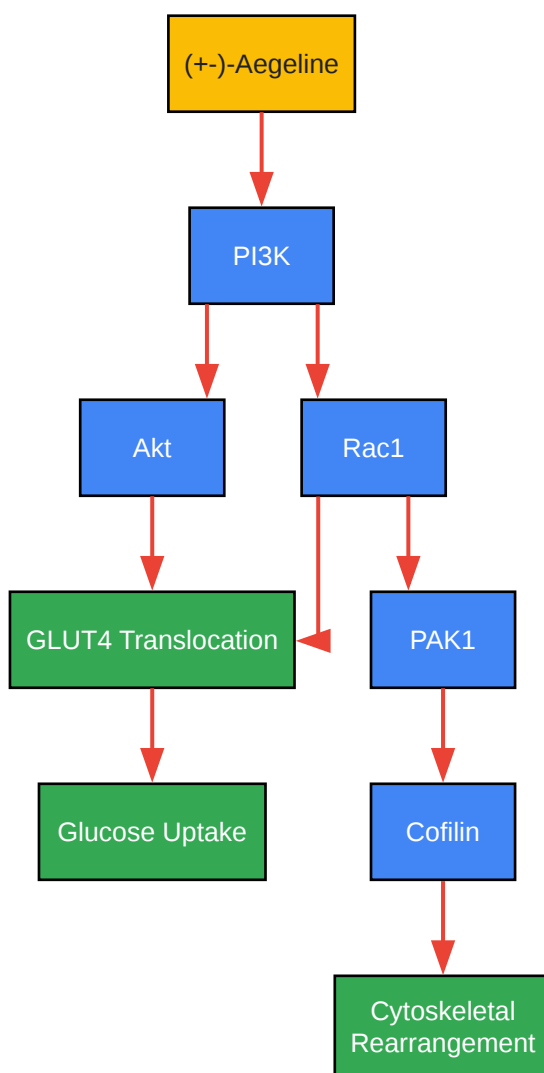 (+-)-Aegeline
PI3K
Akt
Rac1
GLUT4 Translocation
PAK1
Glucose Uptake
Cofilin
Cytoskeletal
Rearrangement